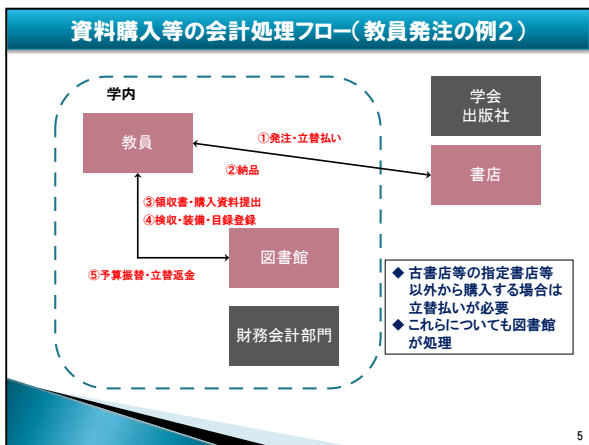 資料購入等の会計処理フロー(教員発注の例2)
学内
学会
出版社
教員
①発注・立替払い
書店
②納品
③領収書・購入資料提出
④検収・装備・目録登録
図書館
⑤予算振替・立替返金
◆ 古書店等の指定書店等
以外から購入する場合は
立替払いが必要
◆ これらについても図書館
が処理
財務会計部門
5